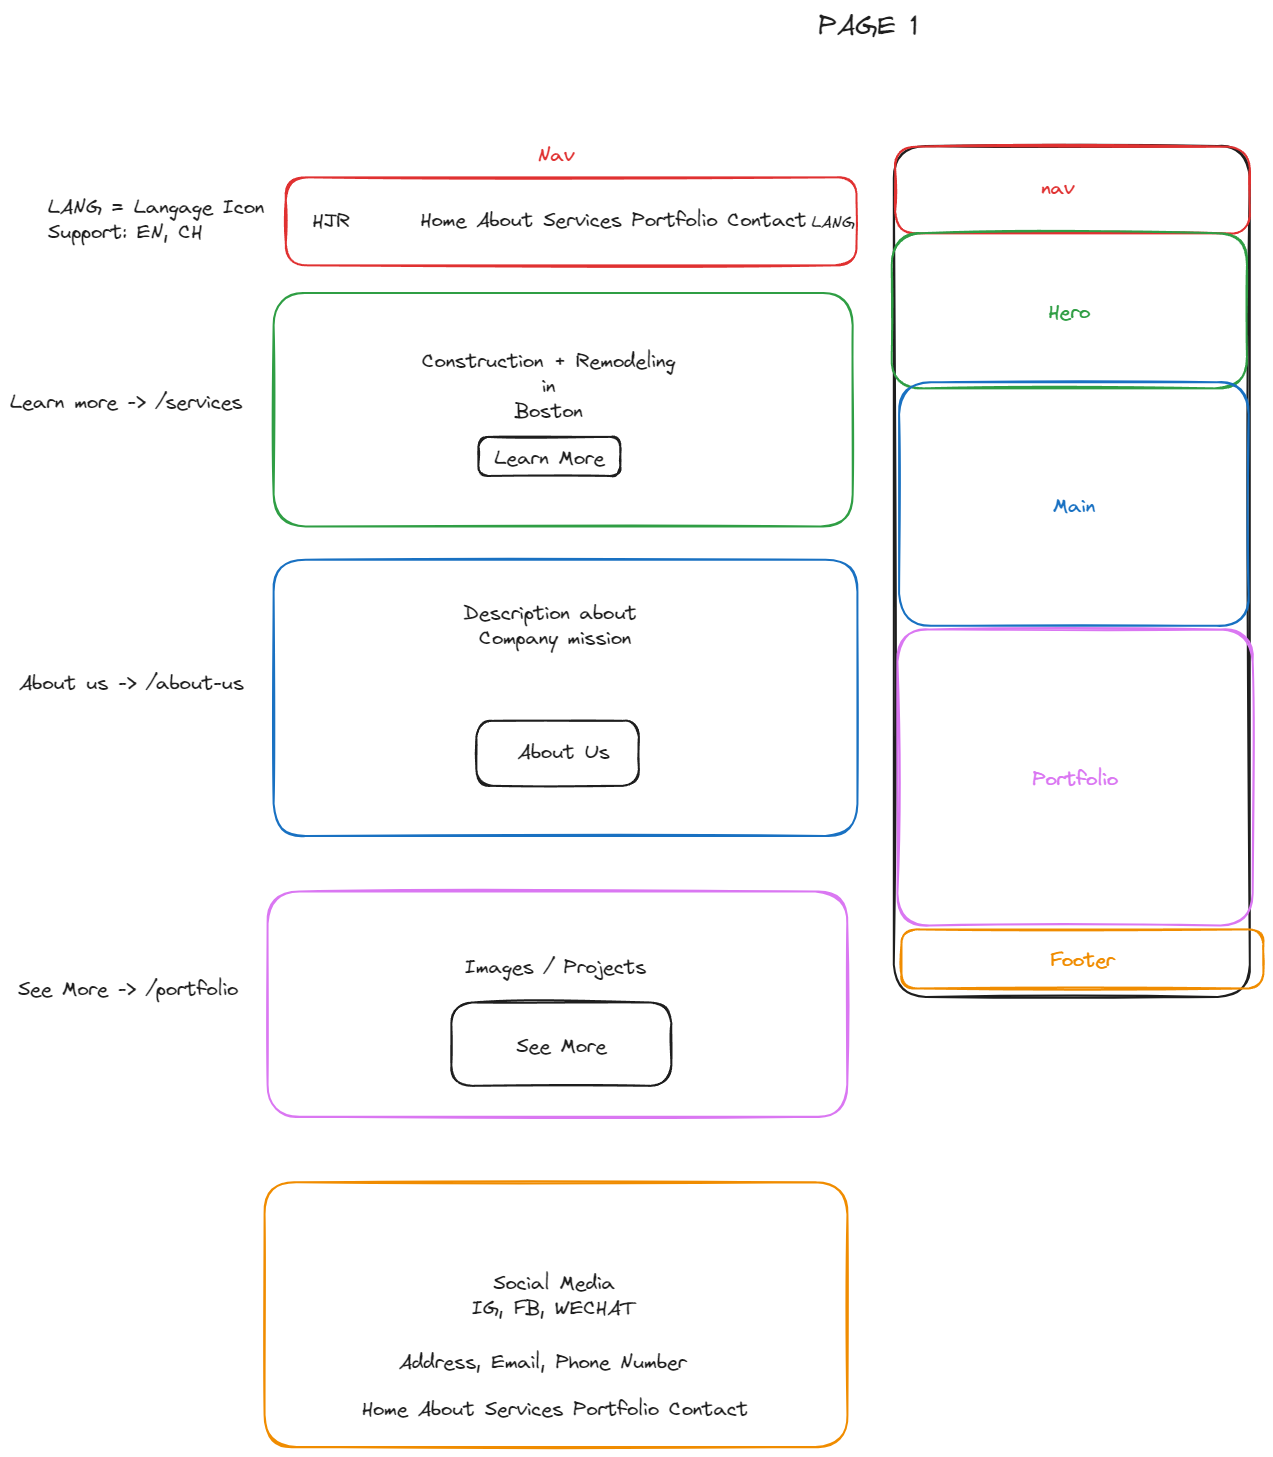 PAGE 1
Nav
LANG = Langage Icon
Support: EN, CH
HJR
Home About Services Portfolio Contact LANG
Learn more -> /services
Construction + Remodeling
in
Boston
Learn More
About us -> /about-us
Description about
Company mission
About Us
See More -> /portfolio
Images / Projects
See More
Social Media
IG, FB, WECHAT
Address, Email, Phone Number
Home About Services Portfolio Contact
nav
Hero
Main
Portfolio
Footer